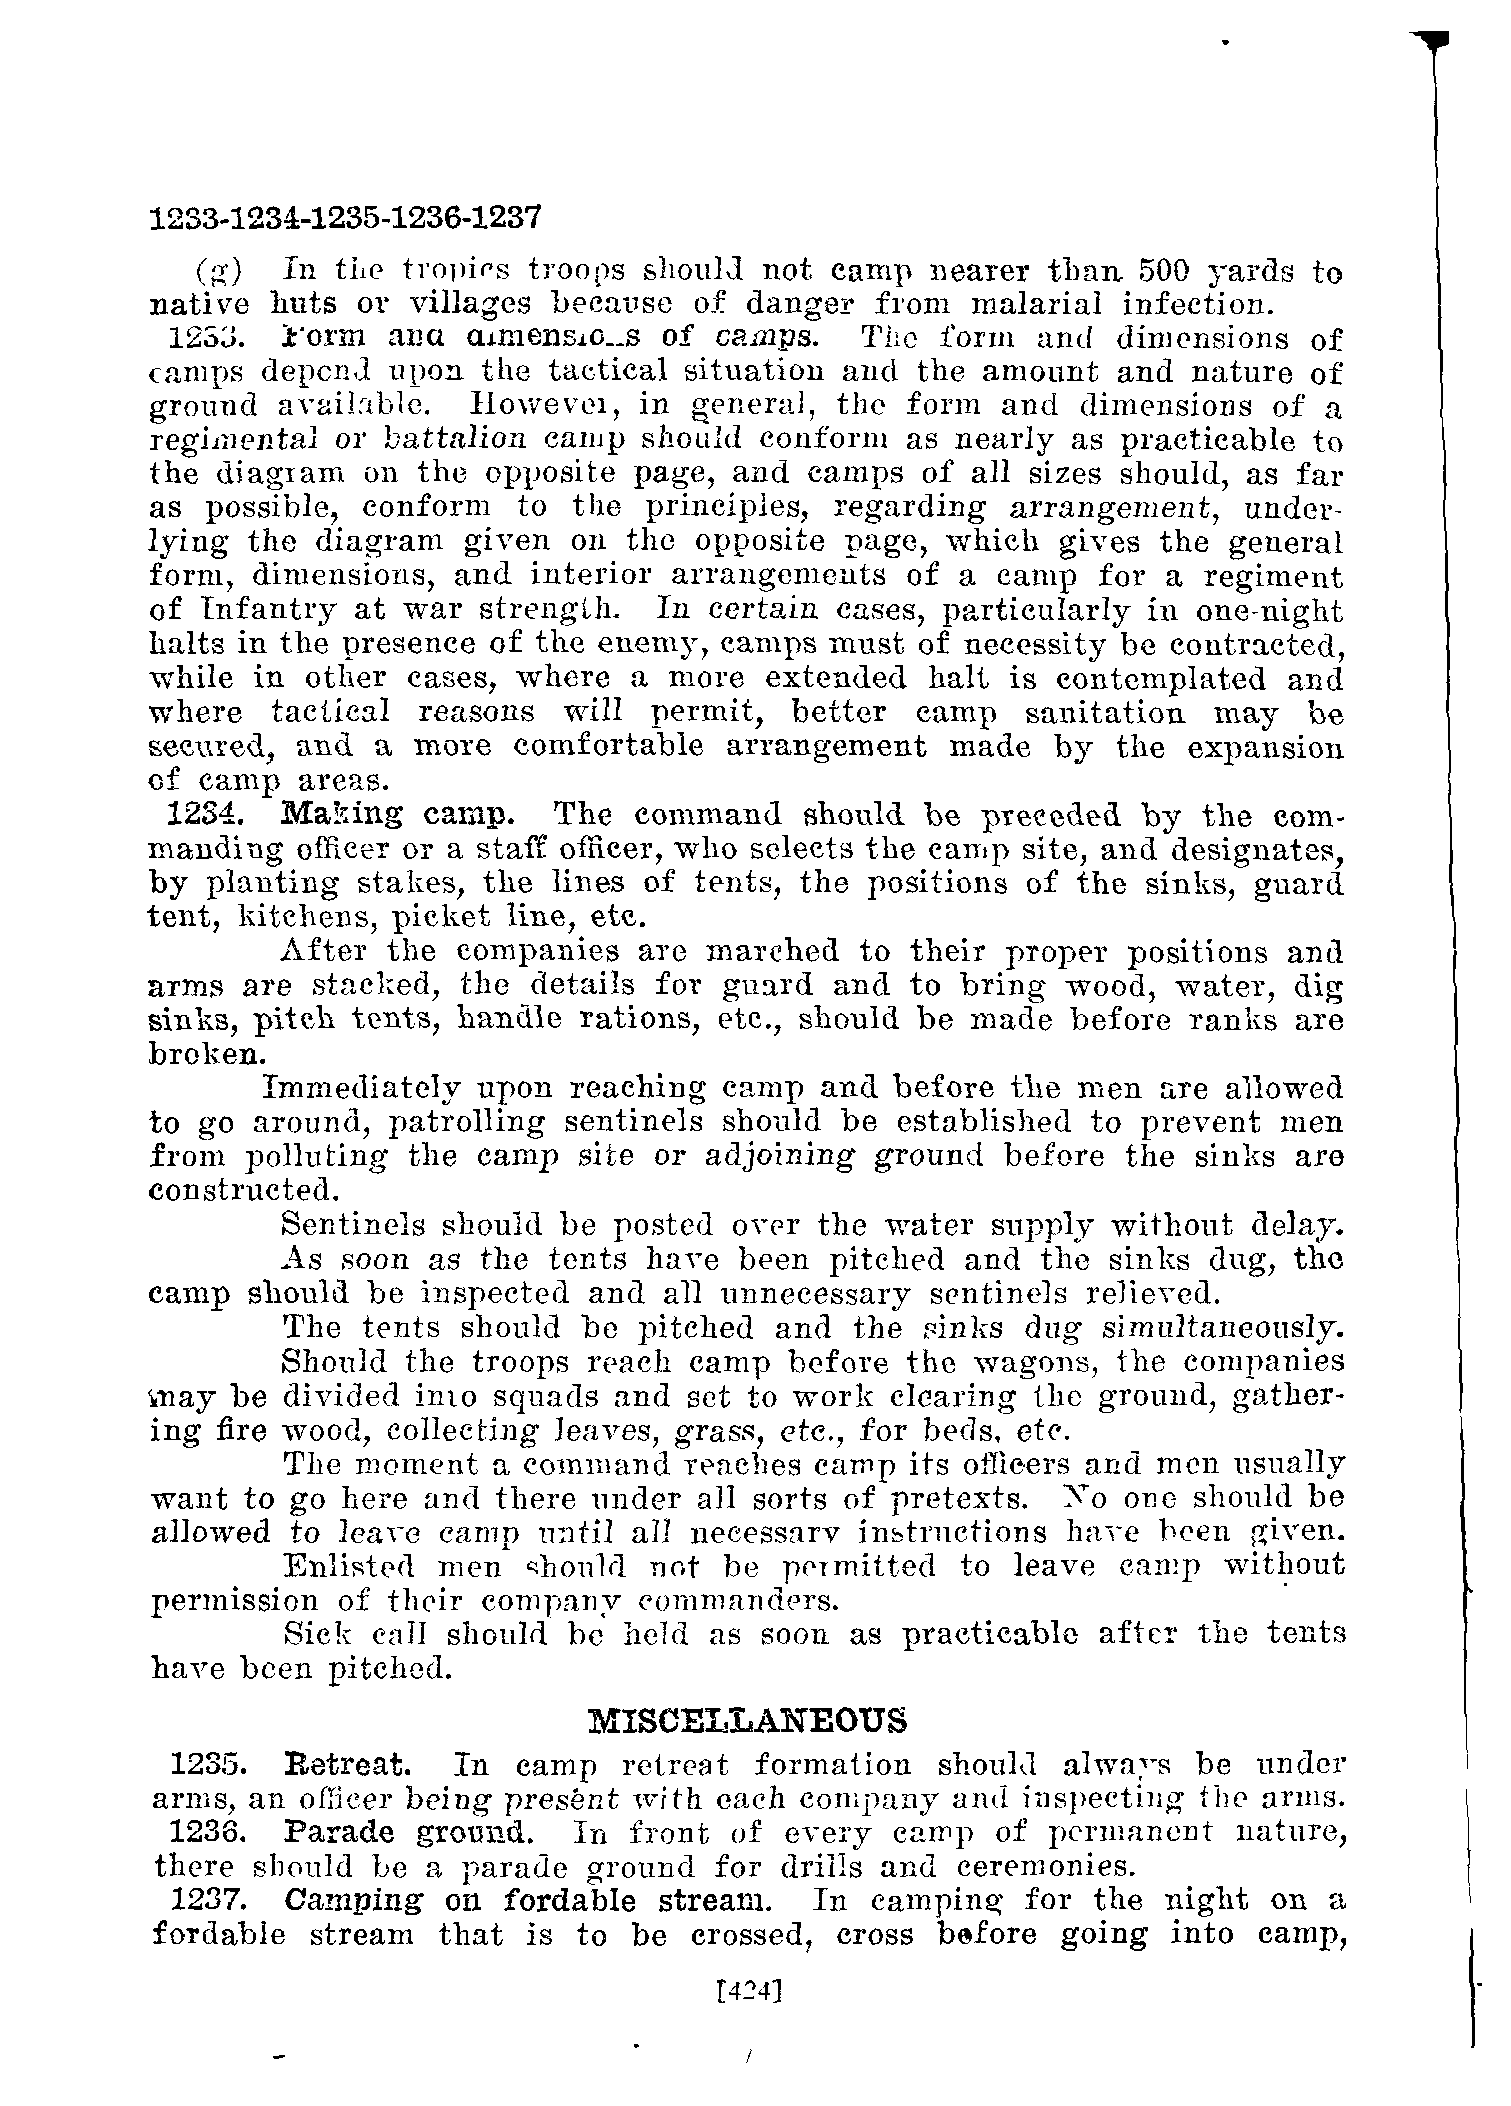 1233-1234-1235-1236-1237
(g) In the tropics troops should not camp nearer than 500 yards to
native huts or villages because of danger from malarial infection.
1233. Form and dimensions of camps. The form and dimensions of
camps depend upon the tactical situation and the amount and nature of
ground available. However, in general, the form and dimensions of a
regimental or battalion camp should conform as nearly as practicable to
the diagram on the opposite page, and camps of all sizes should, as far
as possible, conform to the principles, regarding arrangement, under-
lying the diagram given on the opposite page, which gives the general
form, dimensions, and interior arrangements of a camp for a regiment
of Infantry at war strength. In certain cases, particularly in one-night
halts in the presence of the enemy, camps must of necessity be contracted,
while in other cases, where a more extended halt is contemplated and
where tactical reasons will permit, better camp sanitation may be
secured, and a more comfortable arrangement made by the expansion
of camp areas.
1234. Making camp. The command should be preceded by the com-
manding officer or a staff officer, who selects the camp site, and designates,
by planting stakes, the lines of tents, the positions of the sinks, guard
tent, kitchens, picket line, etc.
After the companies are marched to their proper positions and
arms are stacked, the details for guard and to bring wood, water, dig
sinks, pitch tents, handle rations, etc., should be made before ranks are
broken.
Immediately upon reaching camp and before the men are allowed
to go around, patrolling sentinels should be established to prevent men
from polluting the camp site or adjoining ground before the sinks are
constructed.
Sentinels should be posted over the water supply without delay.
As soon as the tents have been pitched and the sinks dug, the
camp should be inspected and all unnecessary sentinels relieved.
The tents should be pitched and the sinks dug simultaneously.
Should the troops reach camp before the wagons, the companies
may be divided into squads and set to work clearing the ground, gather-
ing fire wood, collecting leaves, grass, etc., for beds, etc.
The moment a command reaches camp its officers and men usually
want to go here and there under all sorts of pretexts. No one should be
allowed to leave camp until all necessary instructions have been given.
Enlisted men should not be permitted to leave camp without
permission of their company commanders.
Sick call should be held as soon as practicable after the tents
have been pitched.
MISCELLANEOUS
1235. Retreat. In camp retreat formation should always be under
arms, an officer being present with each company and inspecting the arms.
1236. Parade ground. In front of every camp of permanent nature,
there should be a parade ground for drills and ceremonies.
1237. Camping on fordable stream. In camping for the night on a
fordable stream that is to be crossed, cross before going into camp,
[424]